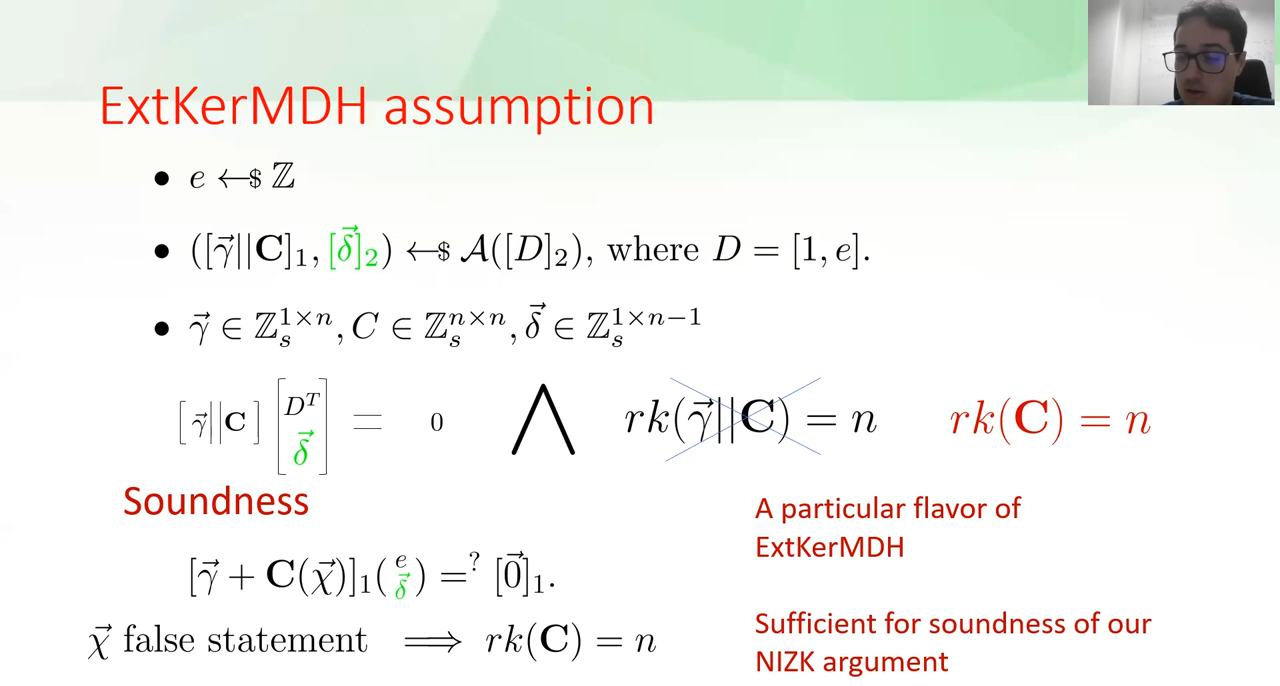 ExtKerMDH assumption
• e ←$ ℤ
• ([γ⃗||𝐂]₁, [δ⃗]₂) ←$ 𝒜([D]₂), where D = [1, e].
• γ⃗ ∈ ℤₛ^{1×n}, C ∈ ℤₛ^{n×n}, δ⃗ ∈ ℤₛ^{1×n−1}
[γ⃗||𝐂] [D^T δ⃗] = 0 ⋀ rk(γ⃗||𝐂) = n rk(𝐂) = n
Soundness
[γ⃗ + 𝐂(χ⃗)]₁(e δ⃗) =^? [0⃗]₁.
χ⃗ false statement ⟹ rk(𝐂) = n
A particular flavor of
ExtKerMDH
Sufficient for soundness of our
NIZK argument